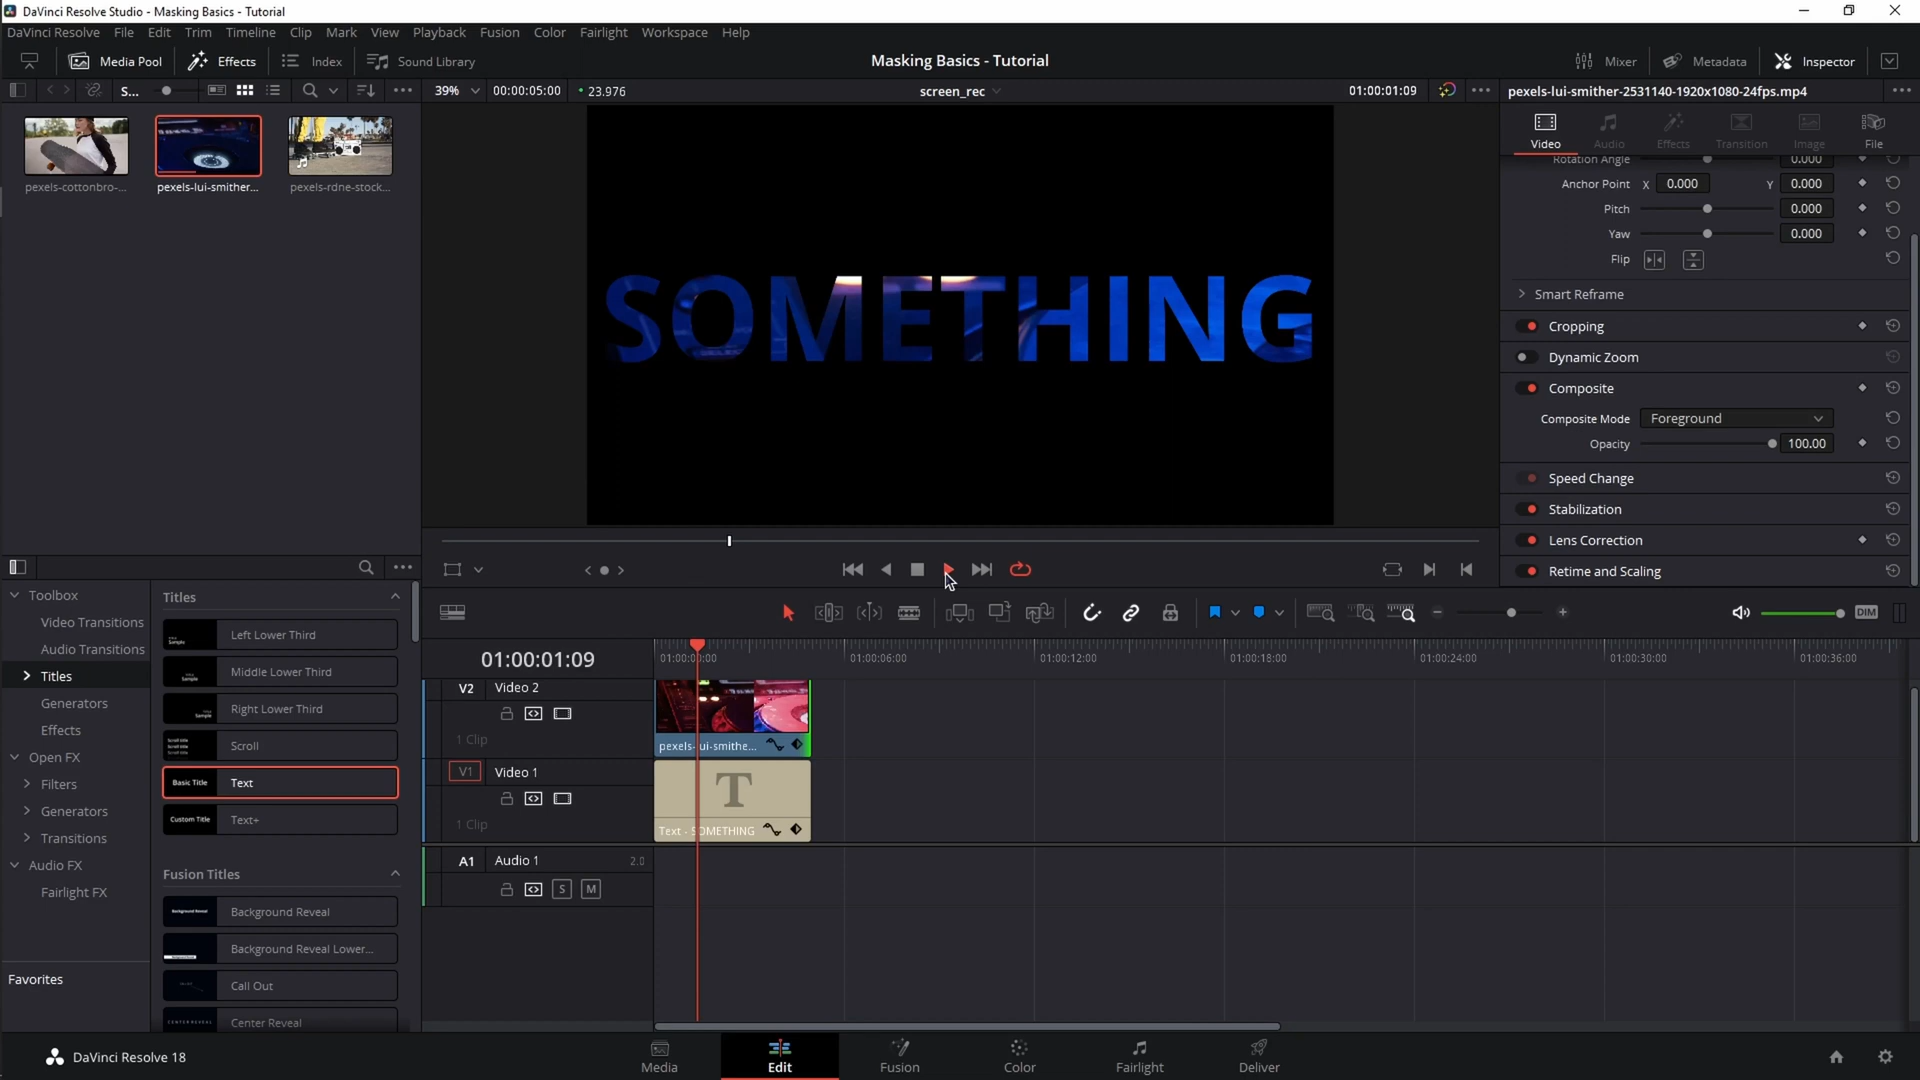 DaVinci Resolve Studio - Masking Basics - Tutorial
DaVinci Resolve File Edit Trim Timeline Clip Mark View Playback Fusion Color Fairlight Workspace Help
Media Pool Effects Index Sound Library Masking Basics - Tutorial Mixer Metadata Inspector
S... 39% 00:00:05:00 23.976 screen_rec 01:00:01:09 pexels-lui-smither-2531140-1920x1080-24fps.mp4
Video Audio Effects Transition Image File
pexels-cottonbro-... pexels-lui-smither... pexels-rdne-stock...
Rotation Angle 0.000
Anchor Point X 0.000 Y 0.000
Pitch 0.000
Yaw 0.000
Flip
SOMETHING
Smart Reframe
Cropping
Dynamic Zoom
Composite
Composite Mode Foreground
Opacity 100.00
Speed Change
Stabilization
Lens Correction
Retime and Scaling
Toolbox
Video Transitions
Audio Transitions
Titles
Generators
Effects
Open FX
Filters
Generators
Transitions
Audio FX
Fairlight FX
Favorites
Titles
Left Lower Third
Middle Lower Third
Right Lower Third
Scroll
Basic Title Text
Custom Title Text+
Fusion Titles
Background Reveal Background Reveal
Background Reveal Lower...
Call Out
CENTER REVEAL Center Reveal
DIM
01:00:01:09
01:00:00:00 01:00:06:00 01:00:12:00 01:00:18:00 01:00:24:00 01:00:30:00 01:00:36:00
V2 Video 2
1 Clip
pexels-lui-smithe...
V1 Video 1
1 Clip
T
Text - SOMETHING
A1 Audio 1 2.0
S M
DaVinci Resolve 18
Media Edit Fusion Color Fairlight Deliver